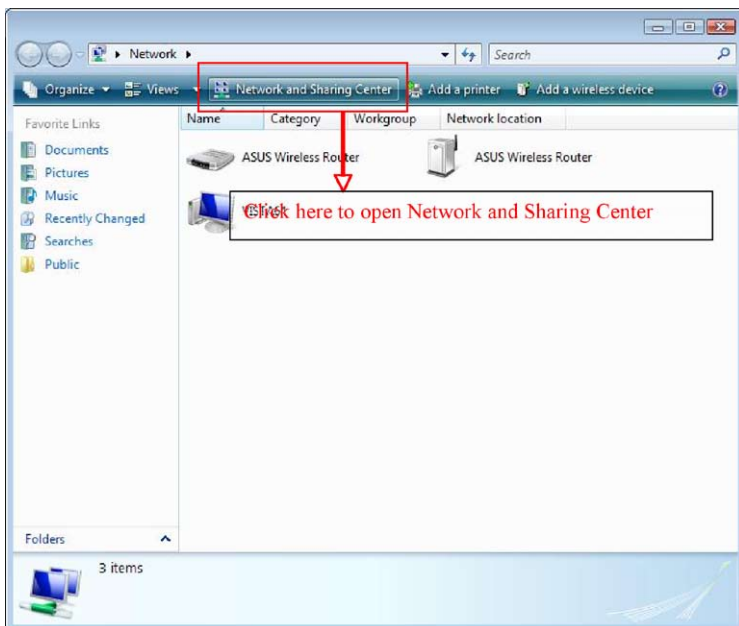 Network
Search
Organize Views Network and Sharing Center Add a printer Add a wireless device
Favorite Links
Name Category Workgroup Network location
Documents
Pictures
Music
Recently Changed
Searches
Public
ASUS Wireless Router
ASUS Wireless Router
Click here to open Network and Sharing Center
Folders
3 items